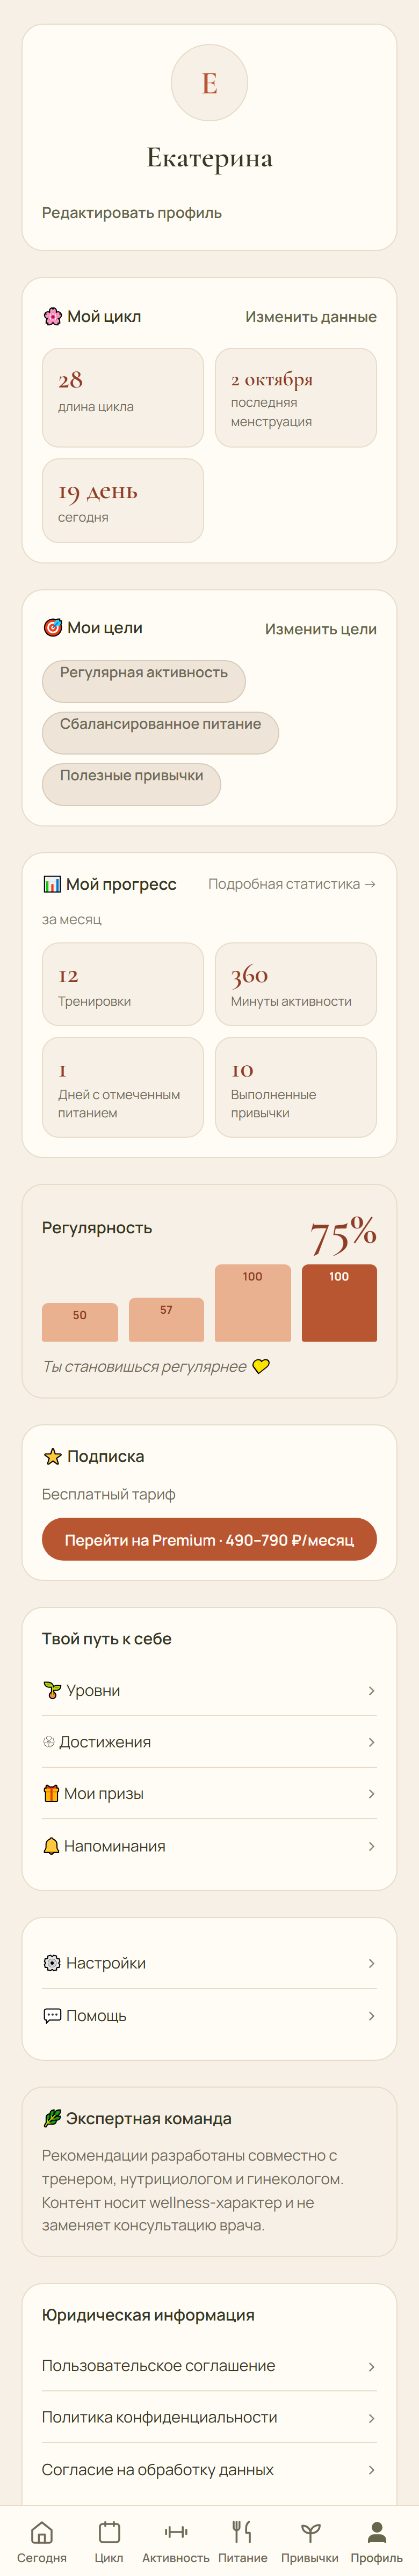 Е
Екатерина
Редактировать профиль
Мой цикл
Изменить данные
28
длина цикла
2 октября
последняя
менструация
19 день
сегодня
Мои цели
Изменить цели
Регулярная активность
Сбалансированное питание
Полезные привычки
Мой прогресс
Подробная статистика →
за месяц
12
Тренировки
360
Минуты активности
1
Дней с отмеченным
питанием
10
Выполненные
привычки
Регулярность
75%
50
57
100
100
Ты становишься регулярнее
Подписка
Бесплатный тариф
Перейти на Premium · 490–790 ₽/месяц
Твой путь к себе
Уровни
Достижения
Мои призы
Напоминания
Настройки
Помощь
Экспертная команда
Рекомендации разработаны совместно с
тренером, нутрициологом и гинекологом.
Контент носит wellness-характер и не
заменяет консультацию врача.
Юридическая информация
Пользовательское соглашение
Политика конфиденциальности
Согласие на обработку данных
Сегодня
Цикл
Активность
Питание
Привычки
Профиль